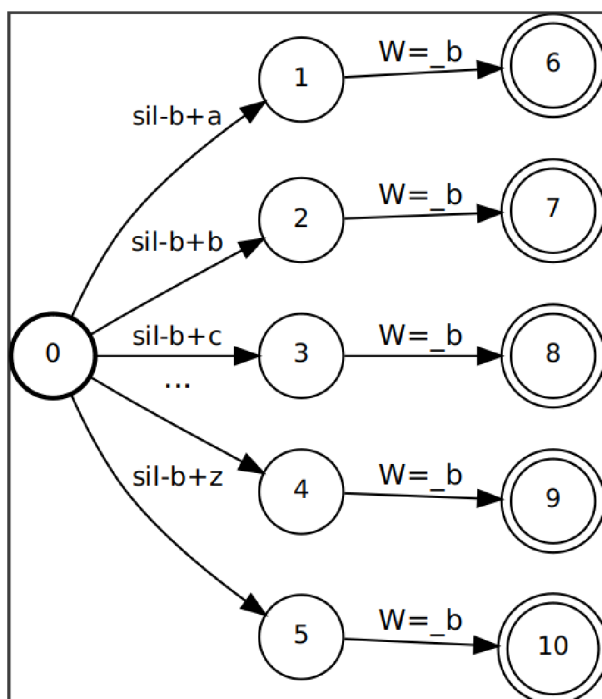 W=_b
1
6
sil-b+a
W=_b
2
7
sil-b+b
W=_b
0
sil-b+c
3
8
...
W=_b
sil-b+z
4
9
W=_b
5
10